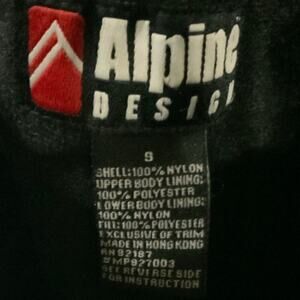 Alpine
DESIGN
S
SHELL:100% NYLON
UPPER BODY LINING:
100% POLYESTER
LOWER BODY LINING:
100% NYLON
FILL:100% POLYESTER
EXCLUSIVE OF TRIM
MADE IN HONG KONG
RN 92187
#MP927003
SEE REVERSE SIDE
FOR INSTRUCTION